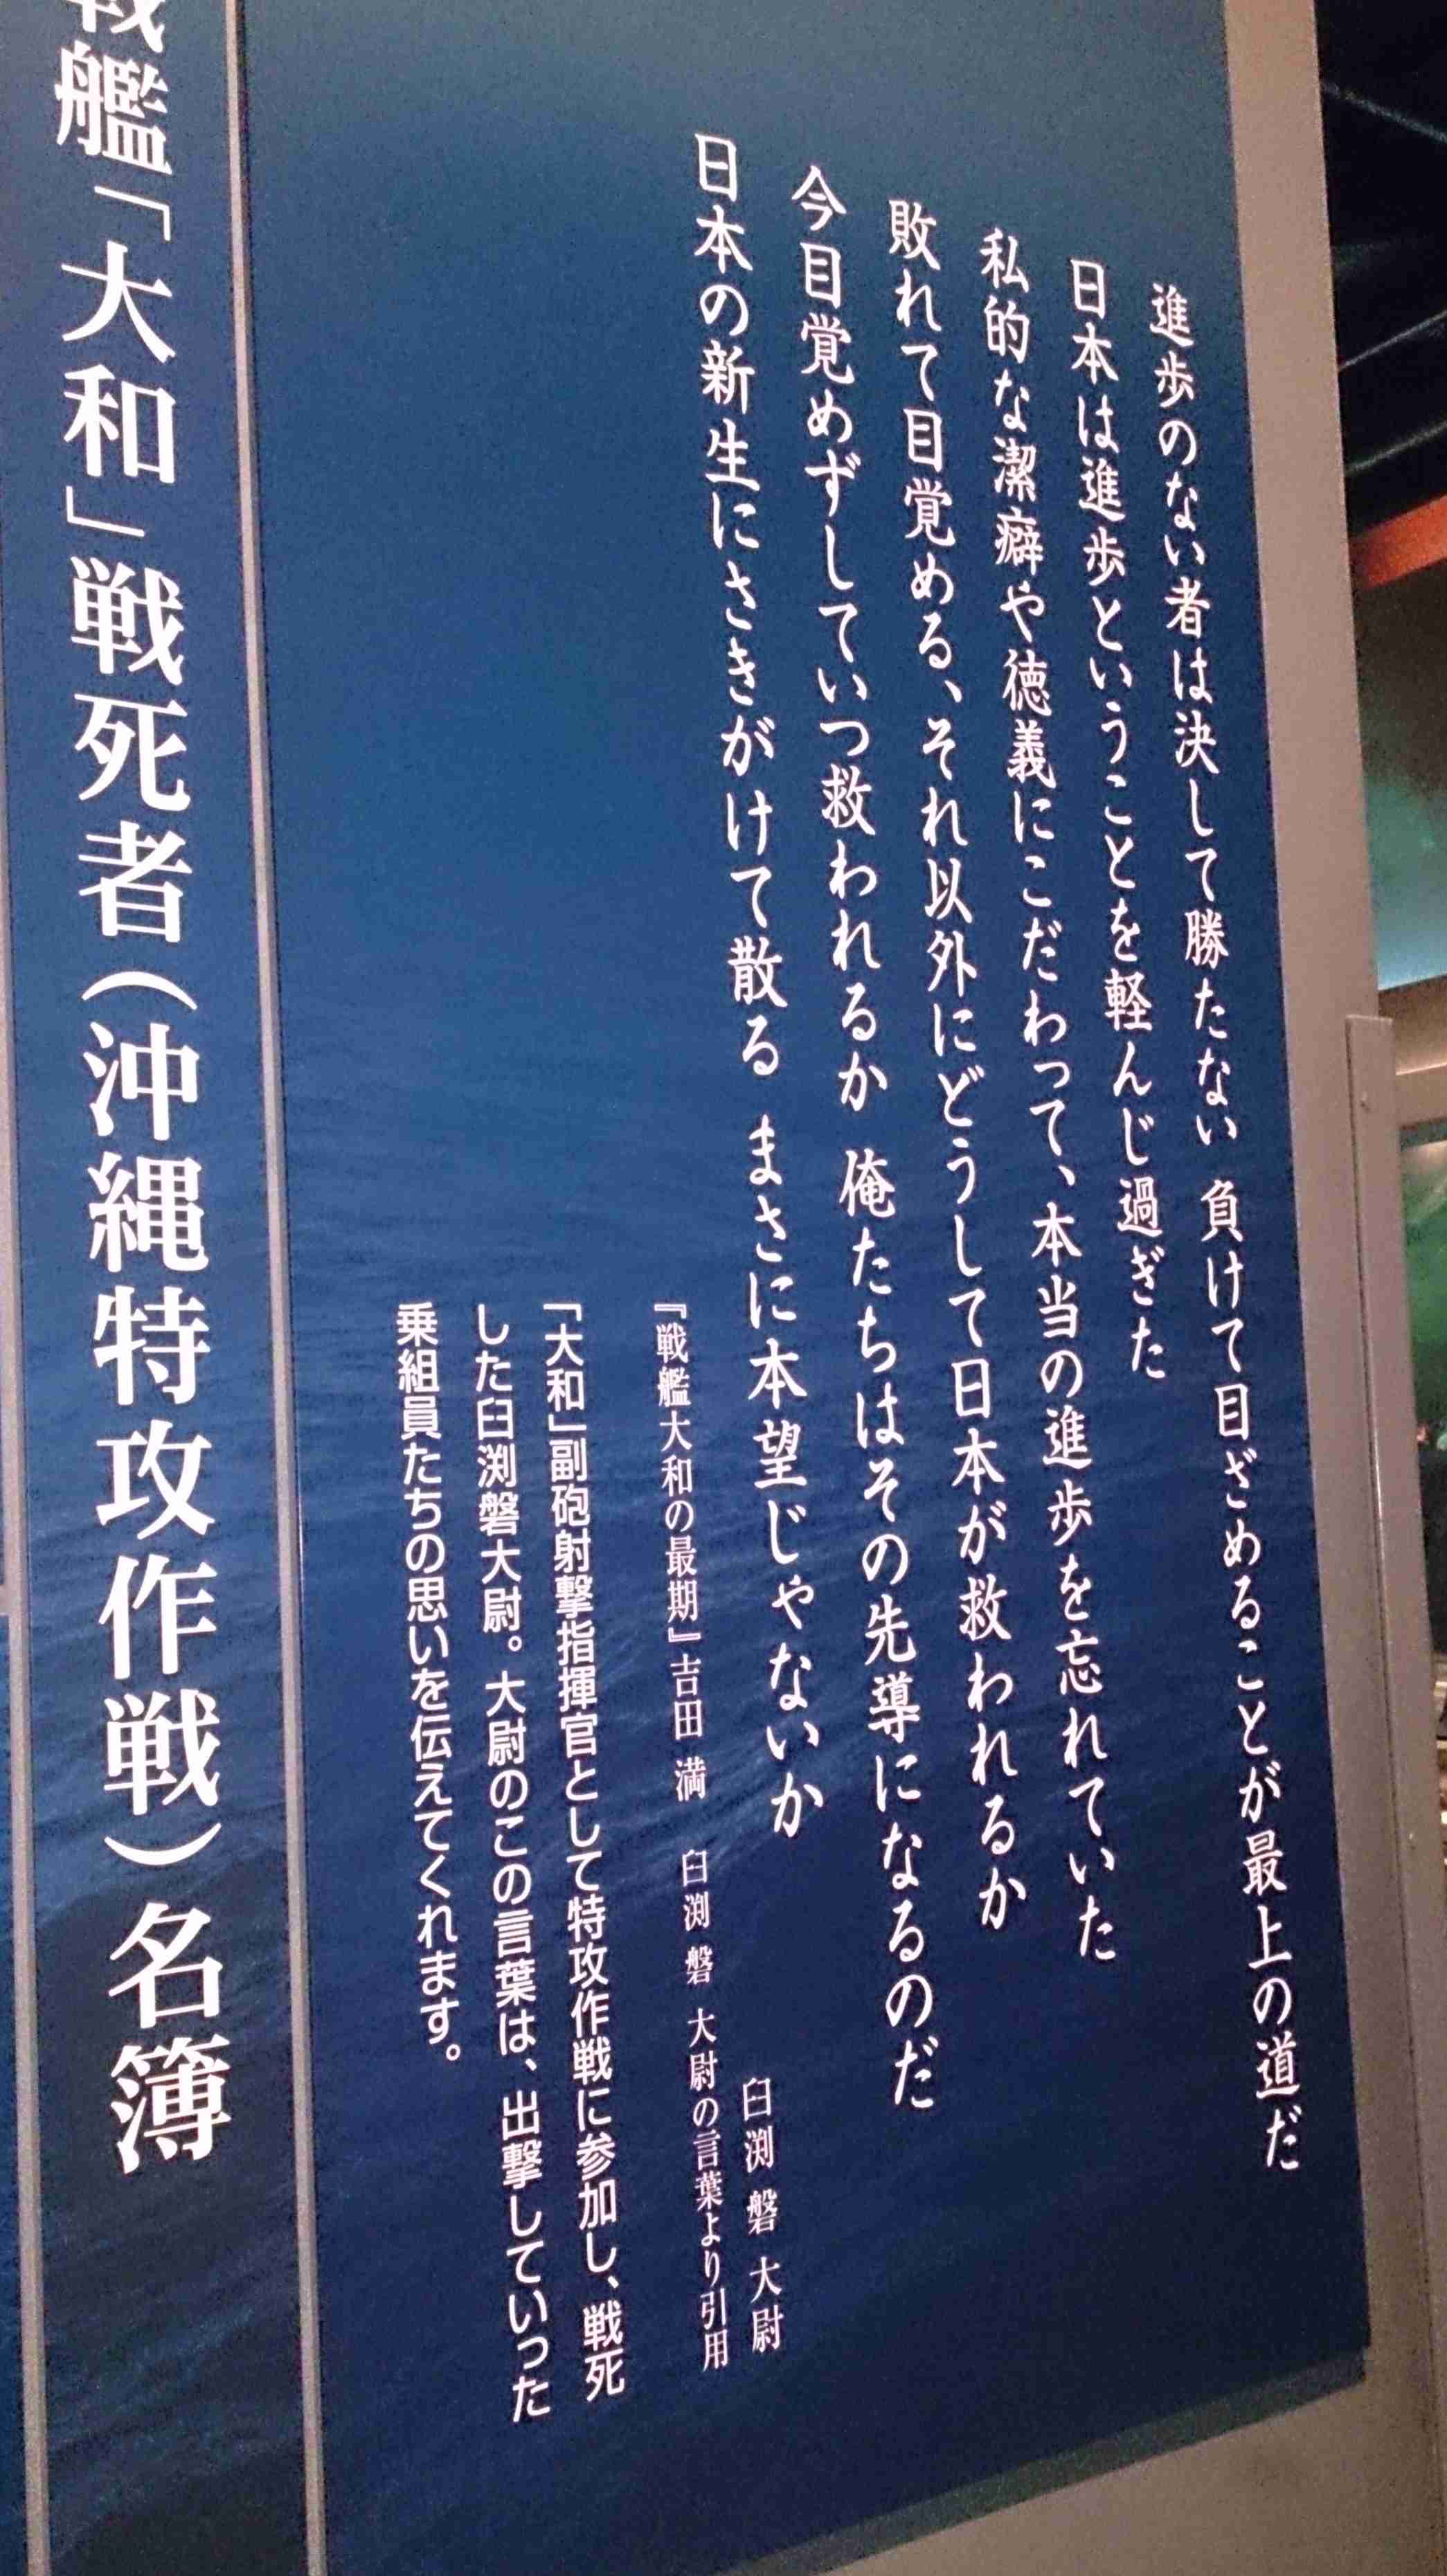 進歩のない者は決して勝たない 負けて目ざめることが最上の道だ
日本は進歩ということを軽んじ過ぎた
私的な潔癖や徳義にこだわって、本当の進歩を忘れていた
敗れて目覚める、それ以外にどうして日本が救われるか
今目覚めずしていつ救われるか 俺たちはその先導になるのだ
日本の新生にさきがけて散る まさに本望じゃないか
臼渕 磐 大尉
『戦艦大和の最期』吉田 満 臼渕 磐 大尉の言葉より引用
「大和」副砲射撃指揮官として特攻作戦に参加し、戦死
した臼渕磐大尉。大尉のこの言葉は、出撃していった
乗組員たちの思いを伝えてくれます。
戦艦「大和」戦死者(沖縄特攻作戦)名簿